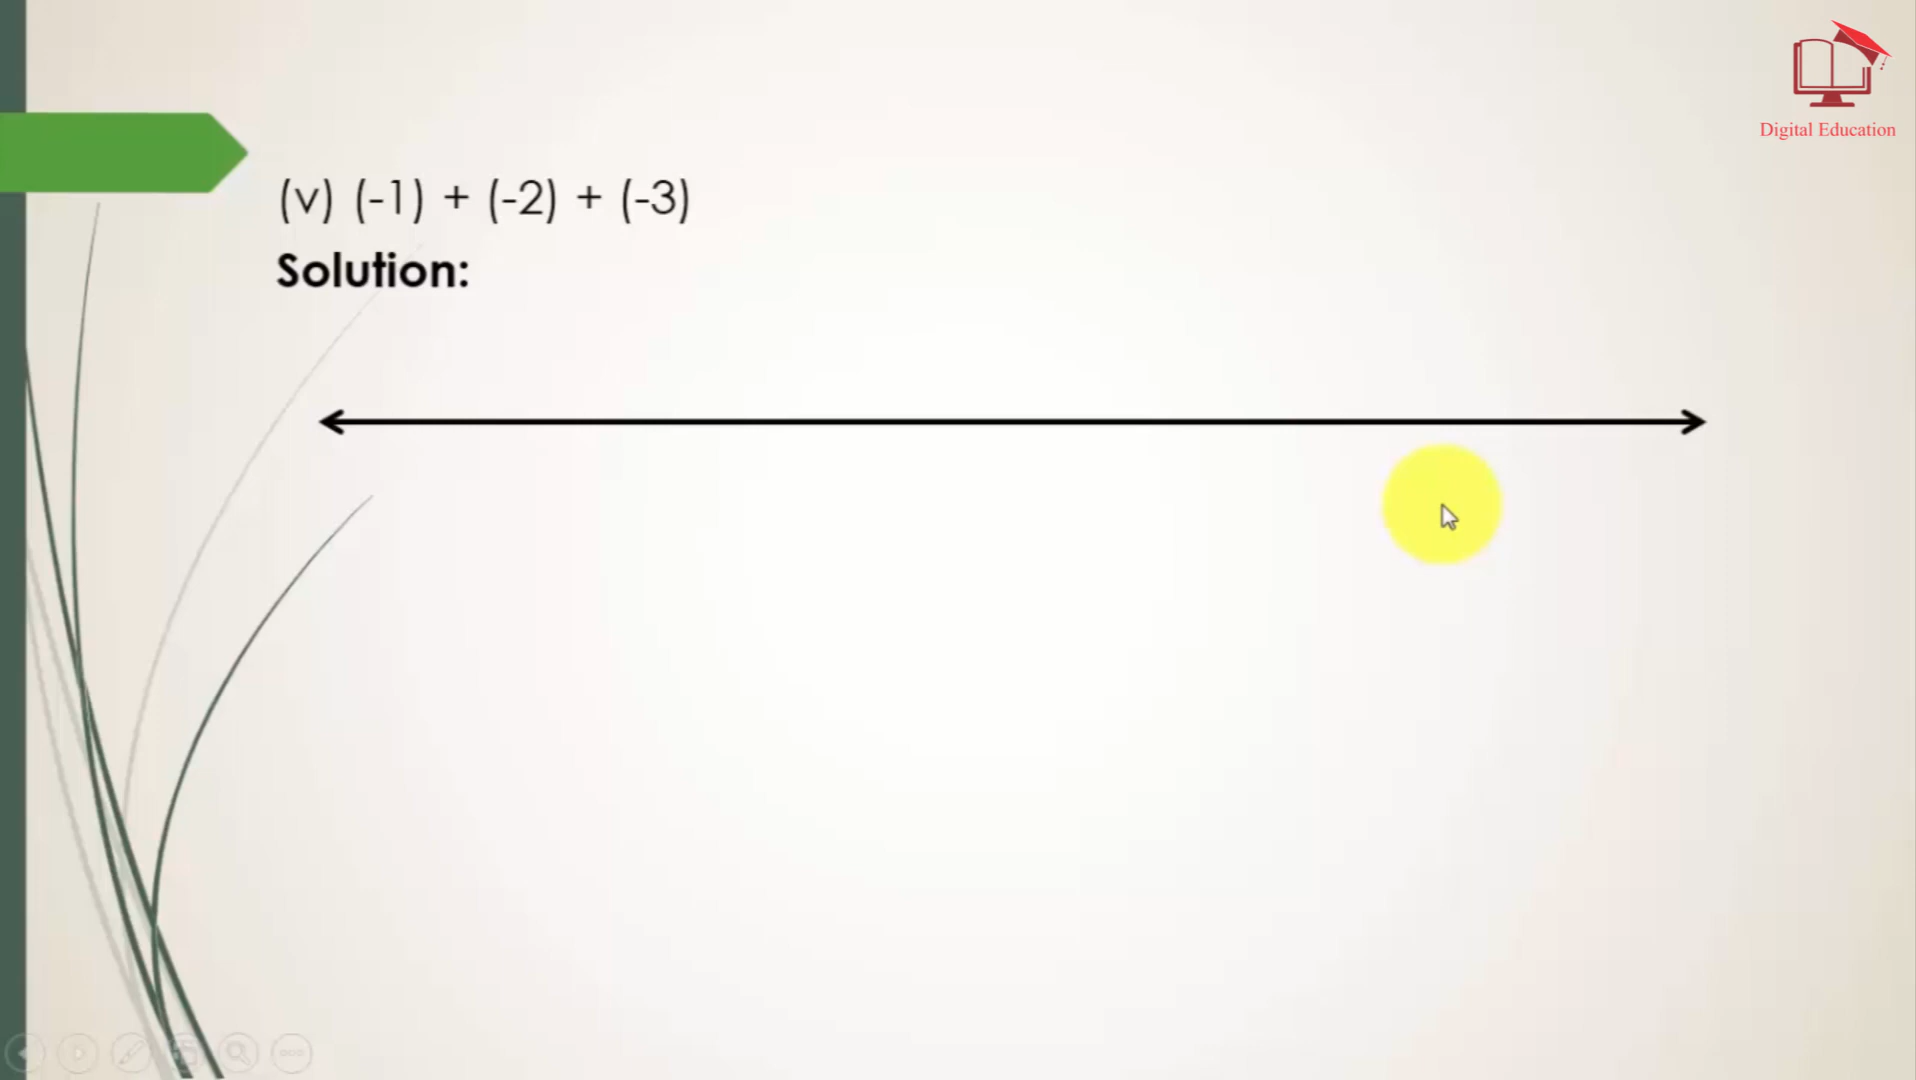 Digital Education
(v) (-1) + (-2) + (-3)
Solution: